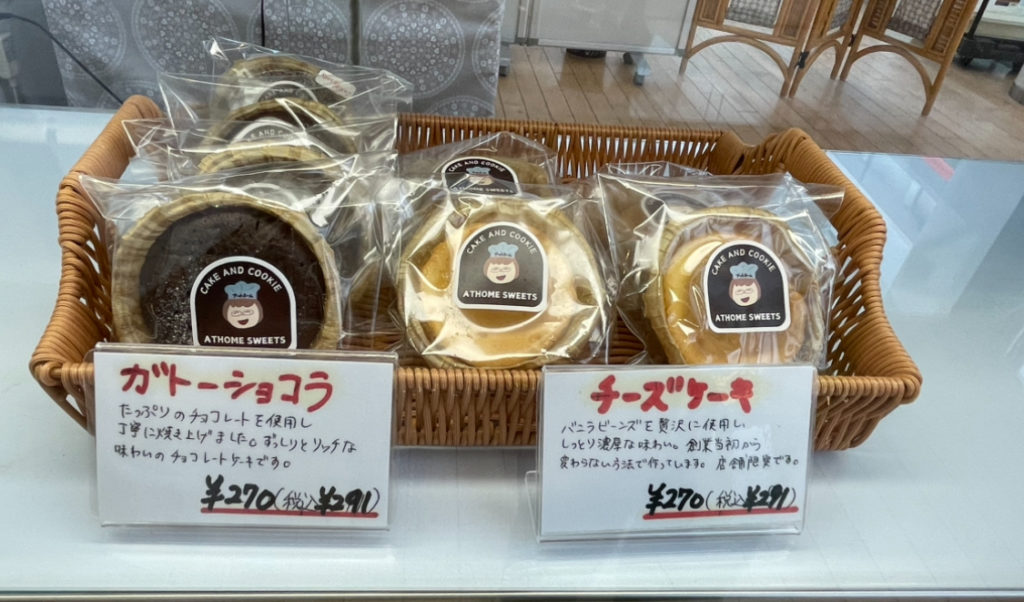 CAKE AND COOKIE
CAKE AND COOKIE
ATHOME SWEETS
CAKE AND COOKIE
ATHOME SWEETS
CAKE AND COOKIE
ATHOME SWEETS
ガトーショコラ
たっぷりのチョコレートを使用し
丁寧に焼き上げました。ずっしりとリッチな
味わいのチョコレートケーキです。
¥270(税込¥291)
チーズケーキ
バニラビーンズを贅沢に使用し
しっとり濃厚な味わい。創業当初から
変わらない方法で作っています。店舗限定です。
¥270(税込¥291)